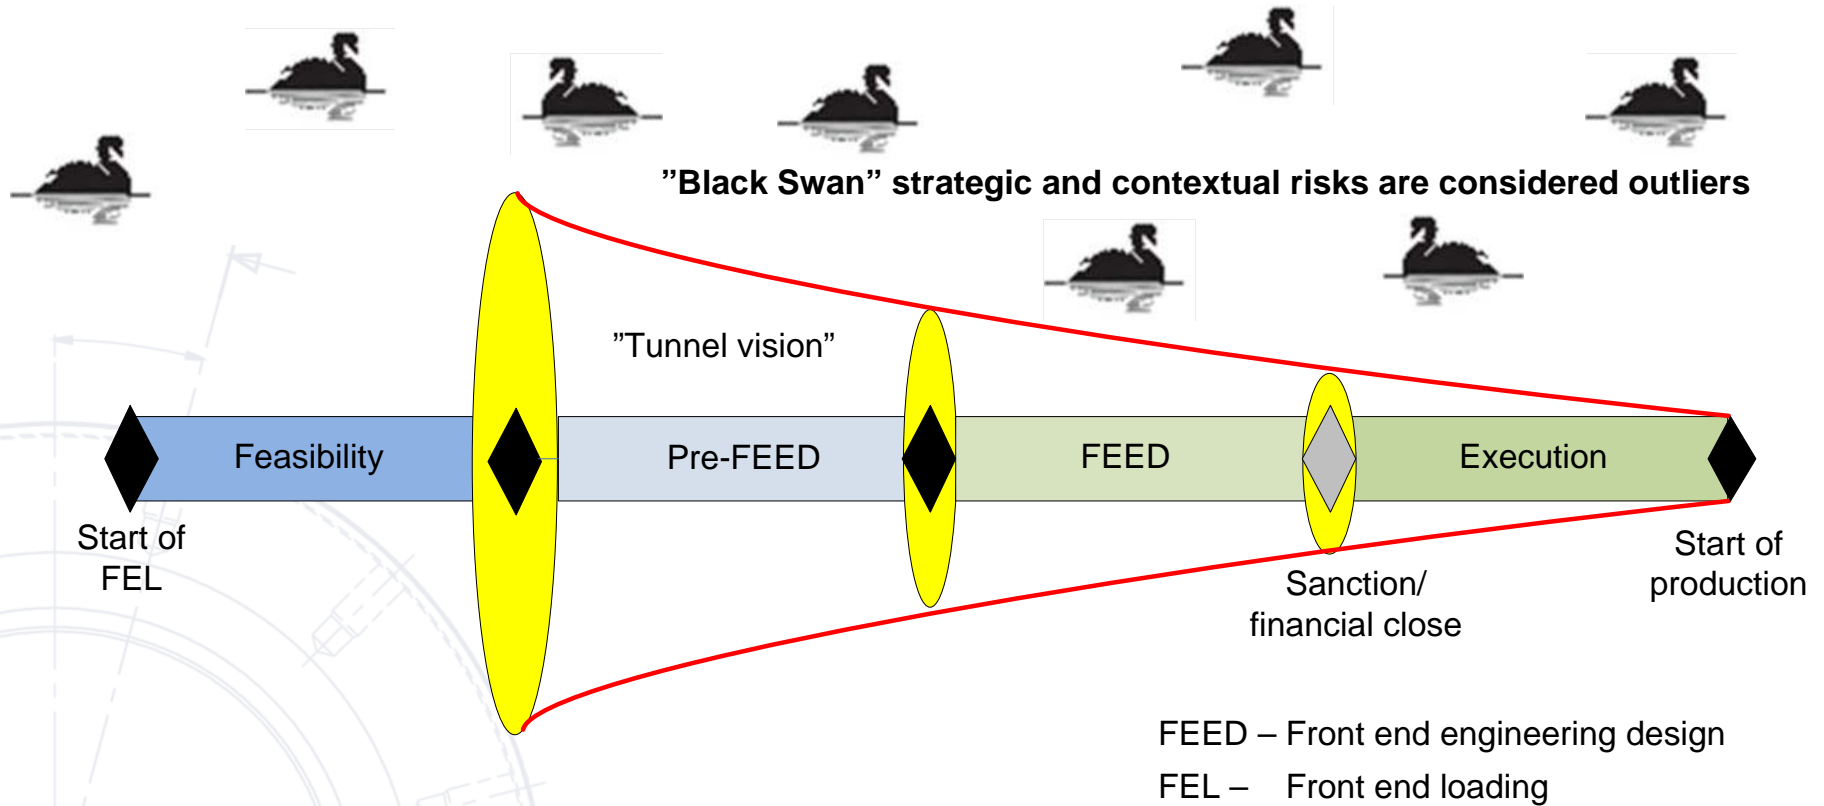 ”Black Swan” strategic and contextual risks are considered outliers
”Tunnel vision”
Feasibility
Pre-FEED
FEED
Execution
Start of
FEL
Sanction/
financial close
Start of
production
FEED – Front end engineering design
FEL – Front end loading